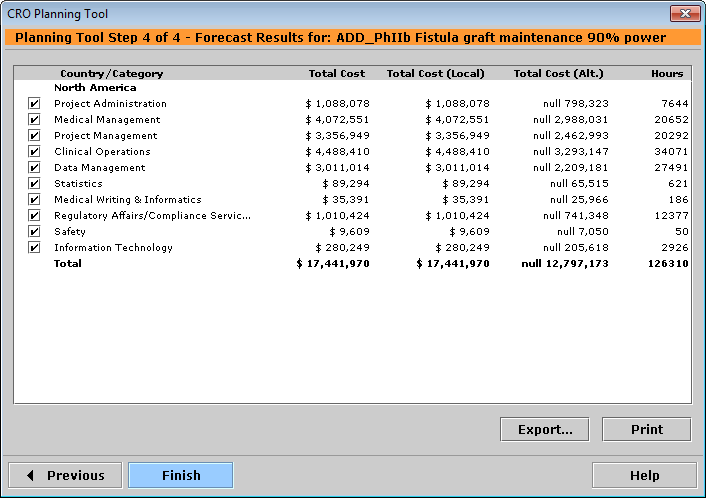 CRO Planning Tool
Planning Tool Step 4 of 4 - Forecast Results for: ADD_PhIIb Fistula graft maintenance 90% power
Country/Category Total Cost Total Cost (Local) Total Cost (Alt.) Hours
North America
Project Administration $ 1,088,078 $ 1,088,078 null 798,323 7644
Medical Management $ 4,072,551 $ 4,072,551 null 2,988,031 20652
Project Management $ 3,356,949 $ 3,356,949 null 2,462,993 20292
Clinical Operations $ 4,488,410 $ 4,488,410 null 3,293,147 34071
Data Management $ 3,011,014 $ 3,011,014 null 2,209,181 27491
Statistics $ 89,294 $ 89,294 null 65,515 621
Medical Writing & Informatics $ 35,391 $ 35,391 null 25,966 186
Regulatory Affairs/Compliance Servic... $ 1,010,424 $ 1,010,424 null 741,348 12377
Safety $ 9,609 $ 9,609 null 7,050 50
Information Technology $ 280,249 $ 280,249 null 205,618 2926
Total $ 17,441,970 $ 17,441,970 null 12,797,173 126310
Export... Print
Previous Finish Help